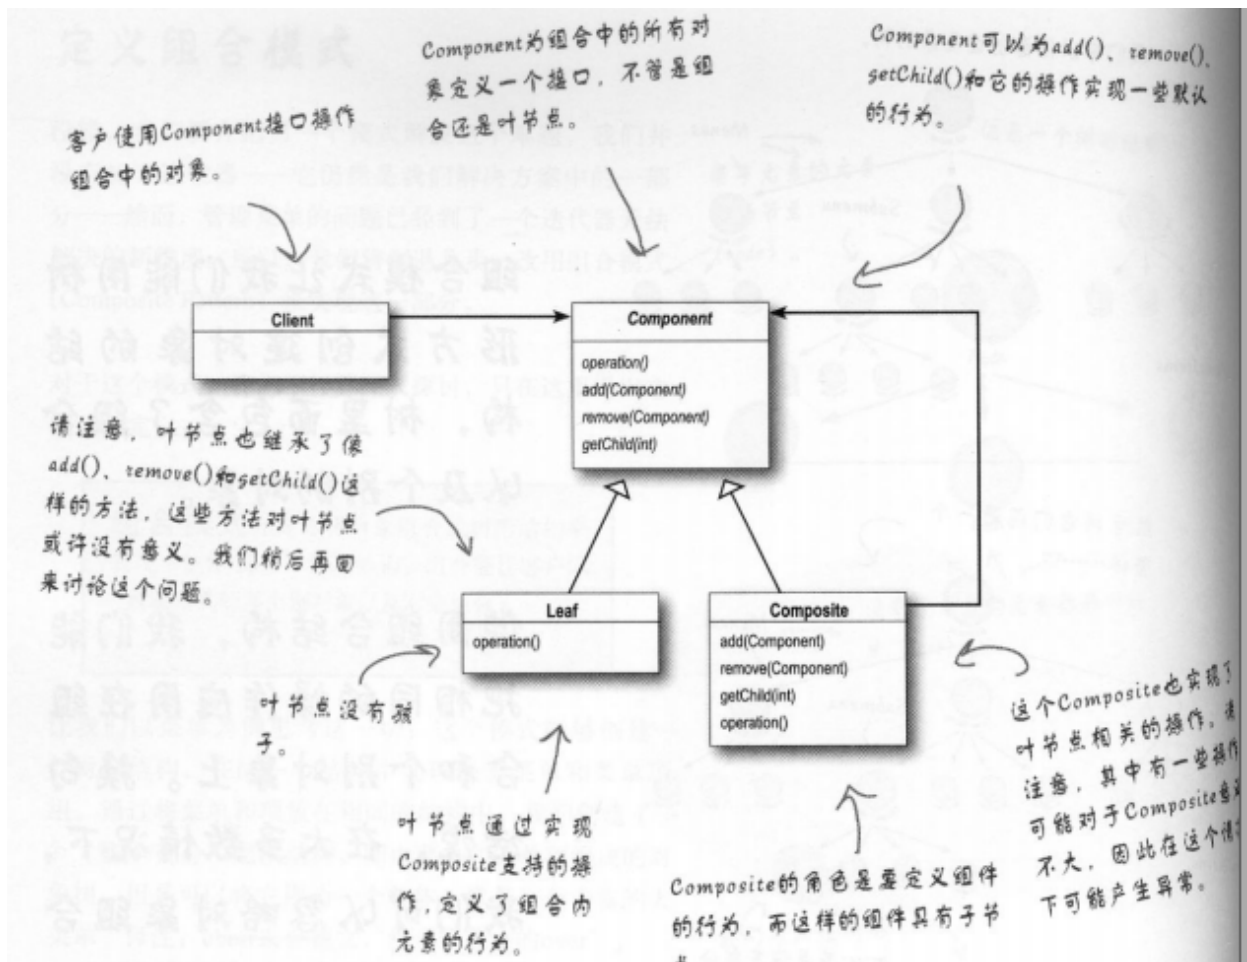 Component为组合中的所有对
象定义一个接口，不管是组
合还是叶节点。
Component可以为add()、remove()、
getChild()和它的操作实现一些默认
的行为。
客户使用Component接口操作
组合中的对象。
Client
Component
operation()
add(Component)
remove(Component)
getChild(int)
请注意，叶节点也继承了像
add()、remove()和getChild()这
样的方法，这些方法对叶节点
或许没有意义。我们稍后再回
来讨论这个问题。
Leaf
operation()
Composite
add(Component)
remove(Component)
getChild(int)
operation()
叶节点没有孩
子。
叶节点通过实现
Composite支持的操
作，定义了组合内
元素的行为。
Composite的角色是要定义组件
的行为，而这样的组件具有子节
这个Composite也实现了
叶节点相关的操作，请
注意，其中有一些操作
可能对于Composite意义
不大，因此在这个情
下可能产生异常。